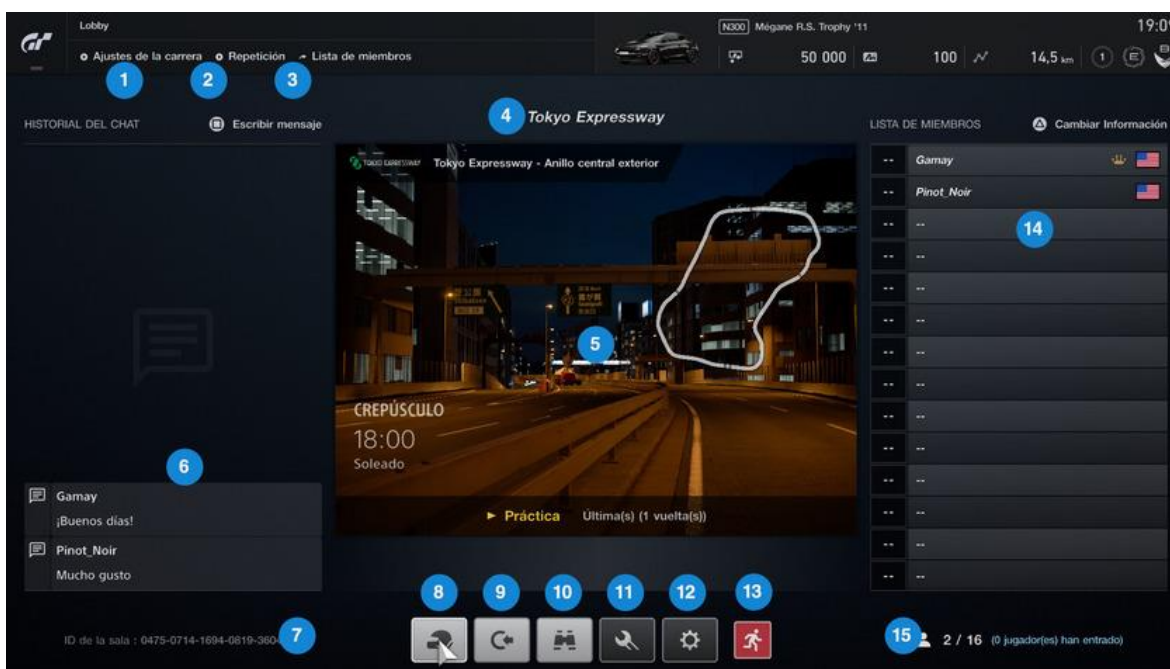 Lobby
N300 Mégane R.S. Trophy '11
19:09
Ajustes de la carrera Repetición Lista de miembros
50 000 100 14,5 km 1 E
1 2 3
HISTORIAL DEL CHAT Escribir mensaje
4 Tokyo Expressway
LISTA DE MIEMBROS Cambiar Información
TOKYO EXPRESSWAY Tokyo Expressway - Anillo central exterior
-- Gamay
-- Pinot_Noir
-- --
14
-- --
-- --
-- --
-- --
-- --
-- --
-- --
-- --
-- --
-- --
-- --
5
CREPÚSCULO
18:00
Soleado
Práctica Última(s) (1 vuelta(s))
6
Gamay
¡Buenos días!
Pinot_Noir
Mucho gusto
8 9 10 11 12 13
ID de la sala : 0475-0714-1694-0819-360
7
15 2 / 16 (0 jugador(es) han entrado)